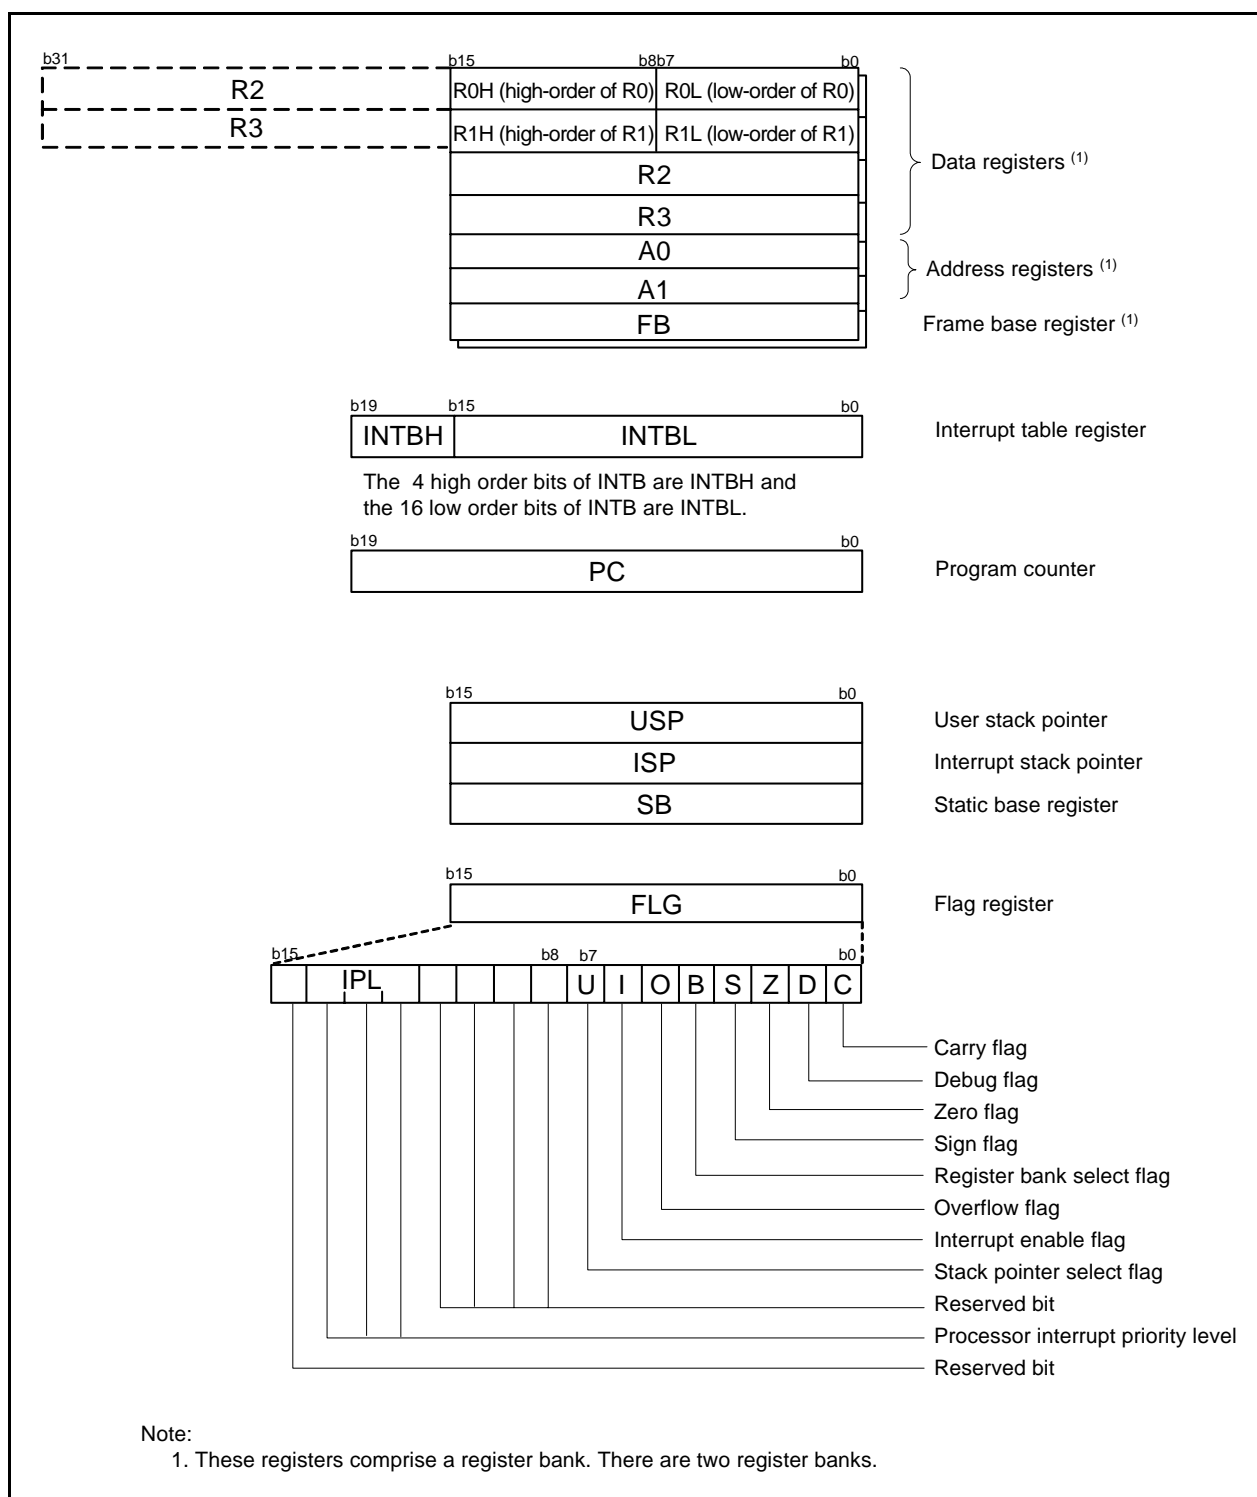 b31 b15 b8b7 b0
R2 R0H (high-order of R0) R0L (low-order of R0)
R3 R1H (high-order of R1) R1L (low-order of R1)
Data registers (1)
R2
R3
A0
Address registers (1)
A1
FB Frame base register (1)
b19 b15 b0
INTBH INTBL Interrupt table register
The 4 high order bits of INTB are INTBH and
the 16 low order bits of INTB are INTBL.
b19 b0
PC Program counter
b15 b0
USP User stack pointer
ISP Interrupt stack pointer
SB Static base register
b15 b0
FLG Flag register
b15 b8 b7 b0
IPL U I O B S Z D C
Carry flag
Debug flag
Zero flag
Sign flag
Register bank select flag
Overflow flag
Interrupt enable flag
Stack pointer select flag
Reserved bit
Processor interrupt priority level
Reserved bit
Note:
1. These registers comprise a register bank. There are two register banks.